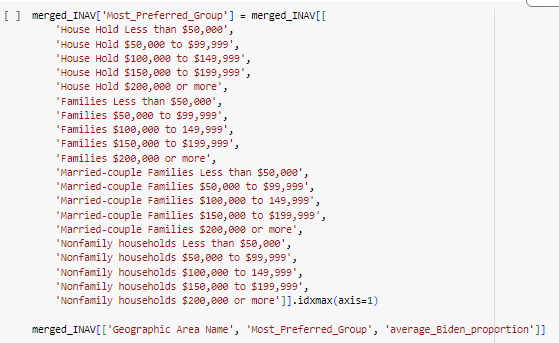 [ ] merged_INAV['Most_Preferred_Group'] = merged_INAV[[
'House Hold Less than $50,000',
'House Hold $50,000 to $99,999',
'House Hold $100,000 to $149,999',
'House Hold $150,000 to $199,999',
'House Hold $200,000 or more',
'Families Less than $50,000',
'Families $50,000 to $99,999',
'Families $100,000 to 149,999',
'Families $150,000 to $199,999',
'Families $200,000 or more',
'Married-couple Families Less than $50,000',
'Married-couple Families $50,000 to $99,999',
'Married-couple Families $100,000 to 149,999',
'Married-couple Families $150,000 to $199,999',
'Married-couple Families $200,000 or more',
'Nonfamily households Less than $50,000',
'Nonfamily households $50,000 to $99,999',
'Nonfamily households $100,000 to 149,999',
'Nonfamily households $150,000 to $199,999',
'Nonfamily households $200,000 or more']].idxmax(axis=1)
merged_INAV[['Geographic Area Name', 'Most_Preferred_Group', 'average_Biden_proportion']]